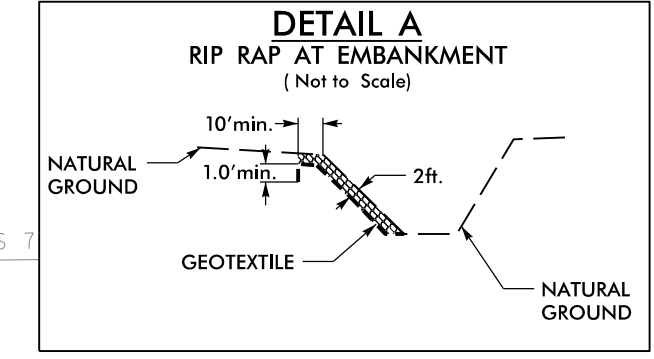 DETAIL A
RIP RAP AT EMBANKMENT
( Not to Scale)
10'min.
NATURAL
GROUND
1.0'min.
2ft.
S 7
GEOTEXTILE
NATURAL
GROUND